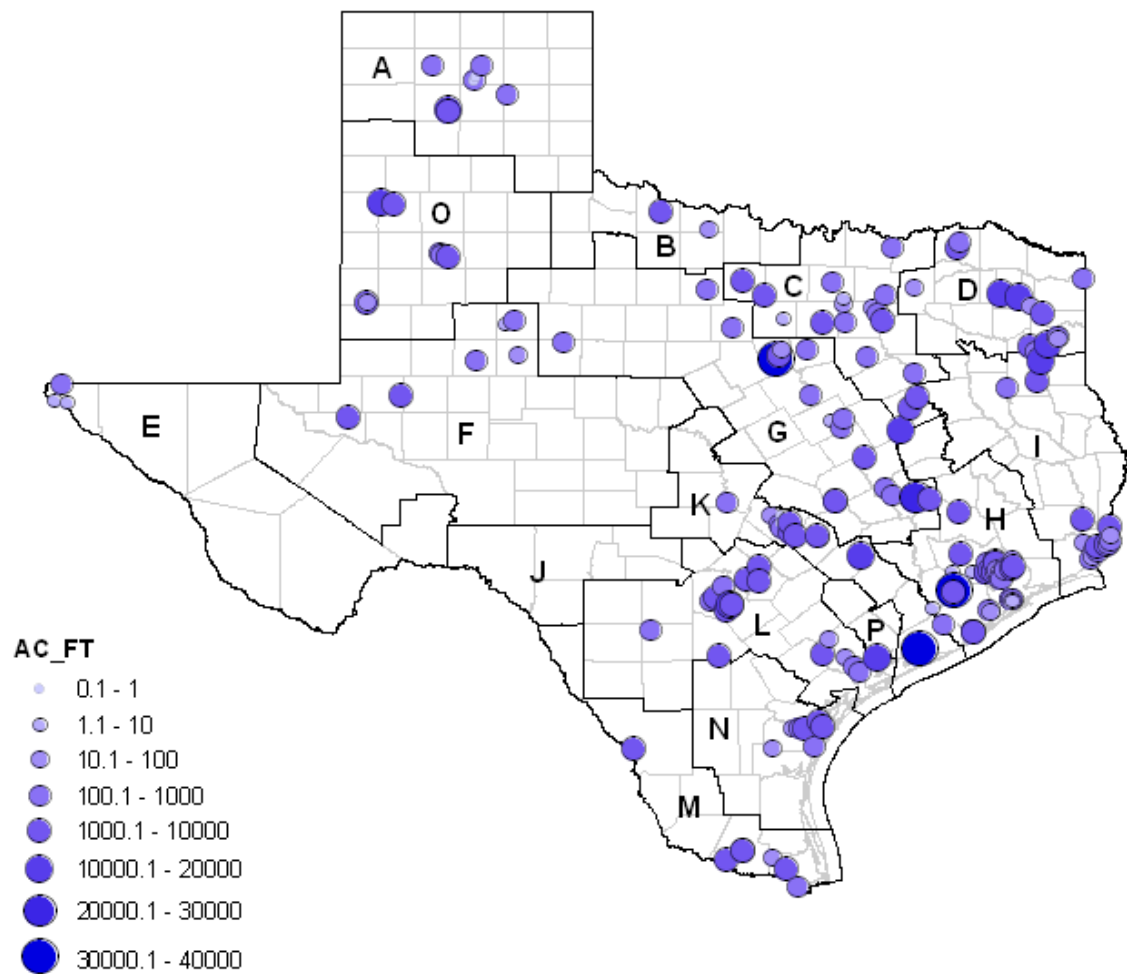 A
O
B
C
D
E
F
G
I
K
H
J
L
P
N
M
AC_FT
0.1 - 1
1.1 - 10
10.1 - 100
100.1 - 1000
1000.1 - 10000
10000.1 - 20000
20000.1 - 30000
30000.1 - 40000